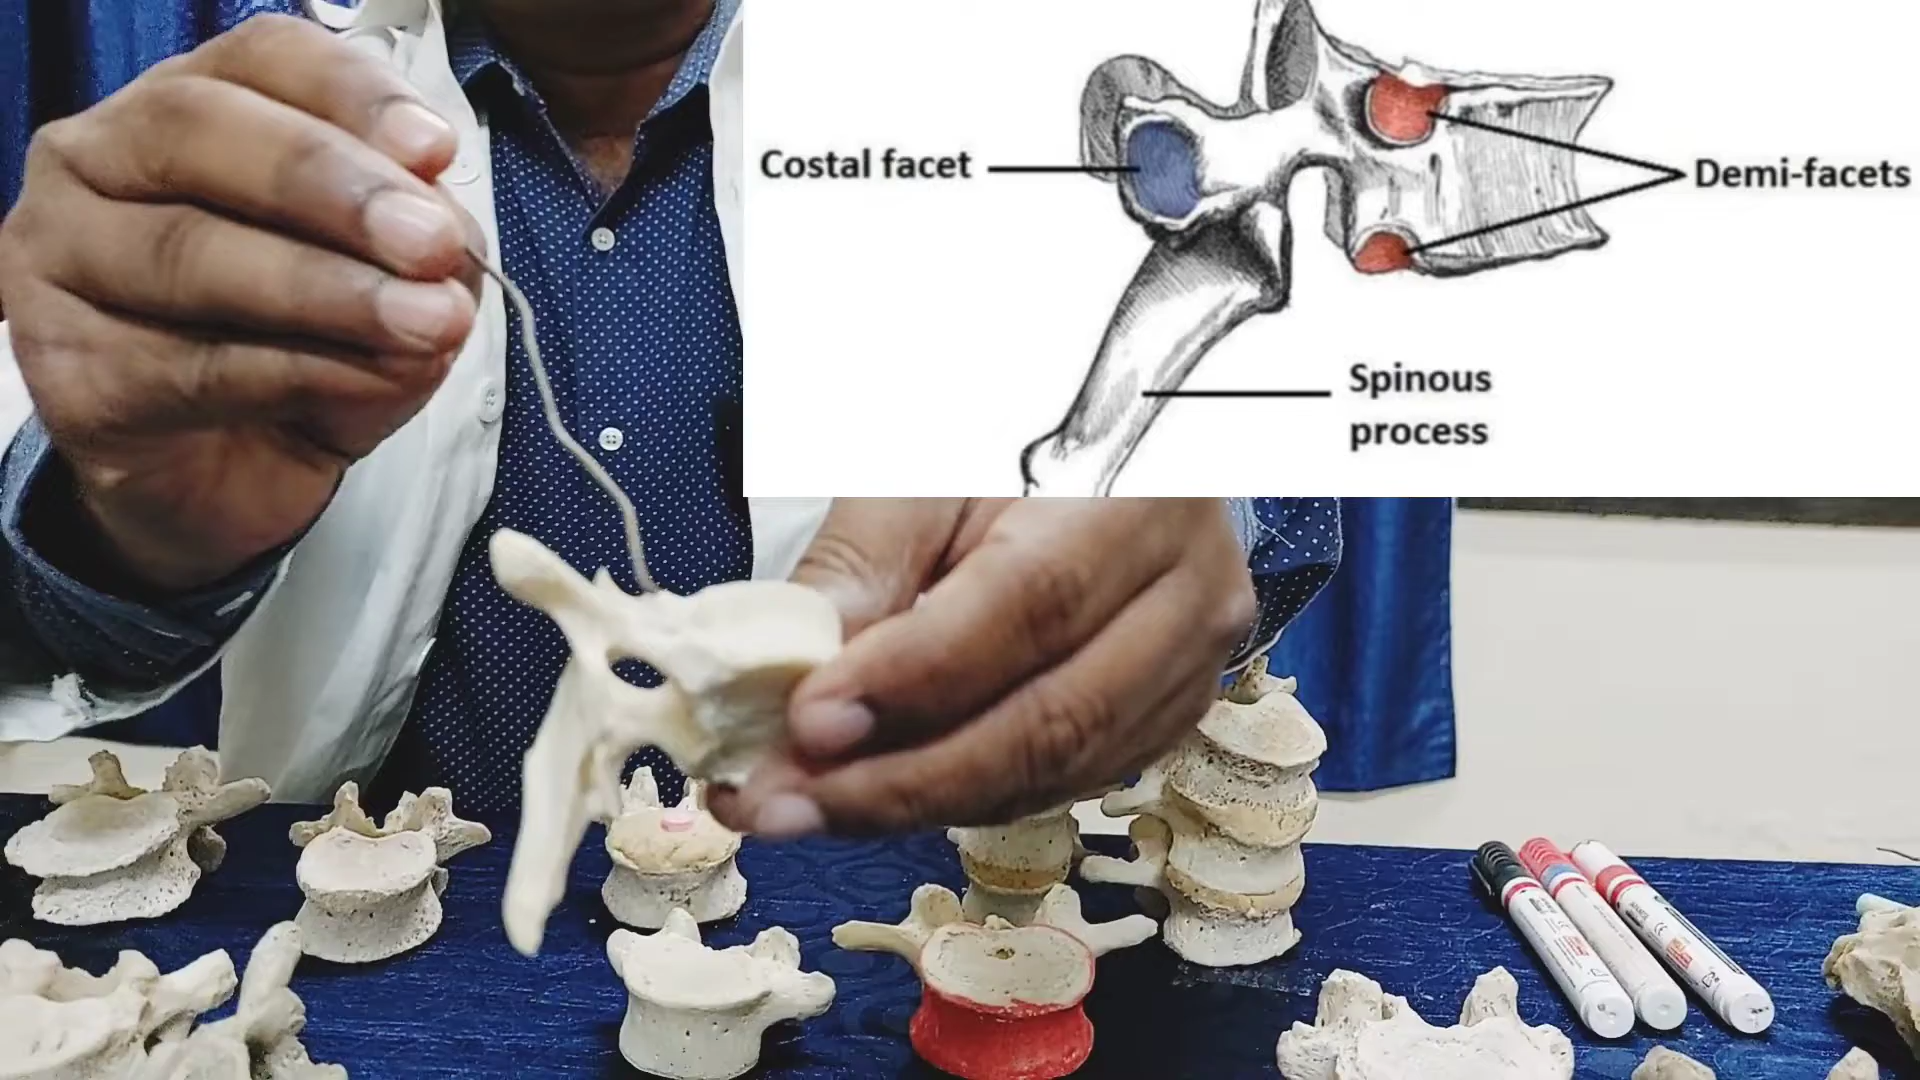 Costal facet
Demi-facets
Spinous
process